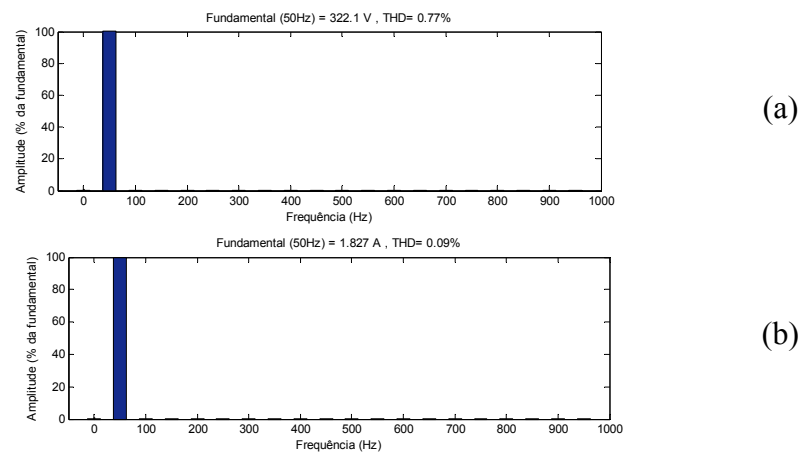 Fundamental (50Hz) = 322.1 V , THD= 0.77%
Amplitude (% da fundamental)
100
80
60
40
20
0
0 100 200 300 400 500 600 700 800 900 1000
Frequência (Hz)
(a)
Fundamental (50Hz) = 1.827 A , THD= 0.09%
Amplitude (% da fundamental)
100
80
60
40
20
0
0 100 200 300 400 500 600 700 800 900 1000
Frequência (Hz)
(b)